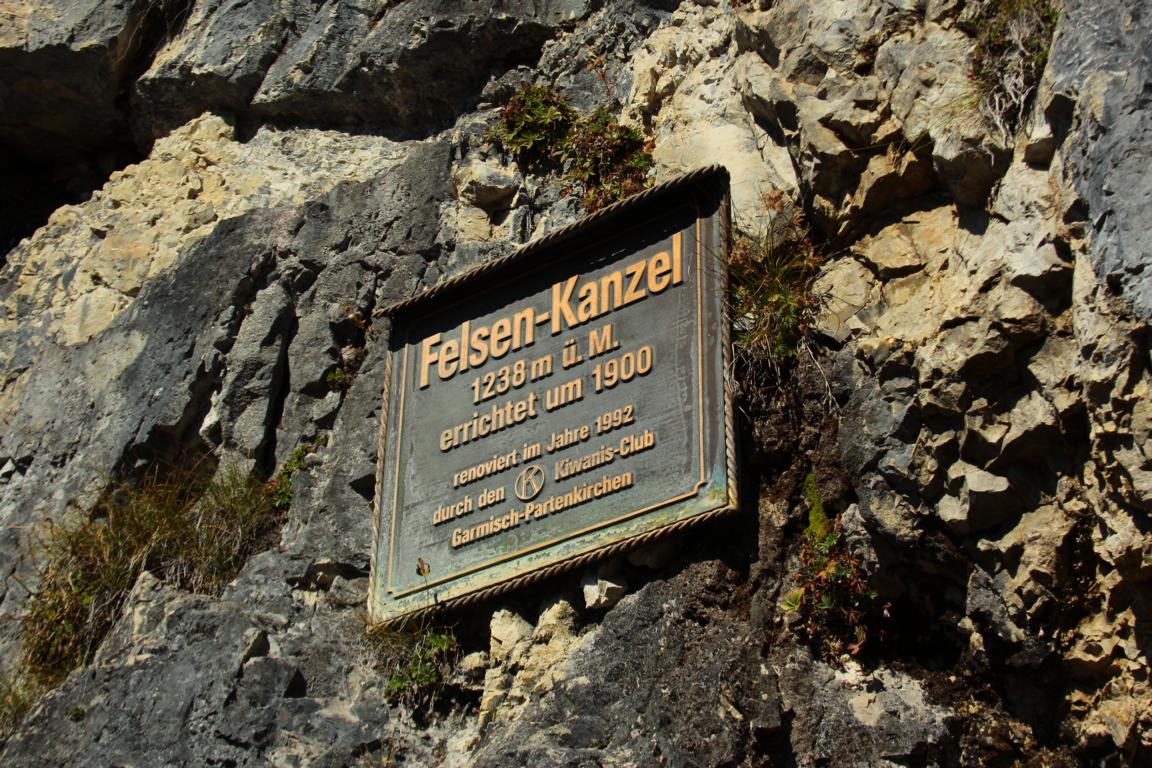 Felsen-Kanzel
1238 m ü. M.
errichtet um 1900
renoviert im Jahre 1992
durch den K Kiwanis-Club
Garmisch-Partenkirchen